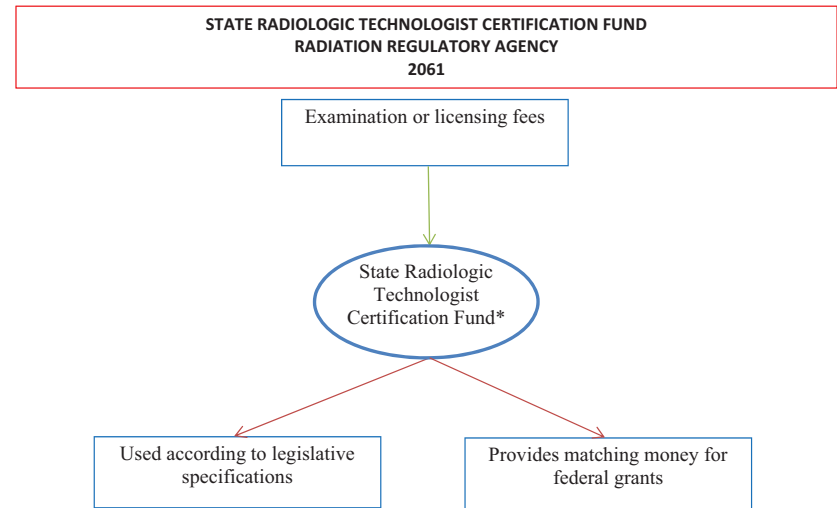 STATE RADIOLOGIC TECHNOLOGIST CERTIFICATION FUND
RADIATION REGULATORY AGENCY
2061
Examination or licensing fees
State Radiologic
Technologist
Certification Fund*
Used according to legislative
specifications
Provides matching money for
federal grants